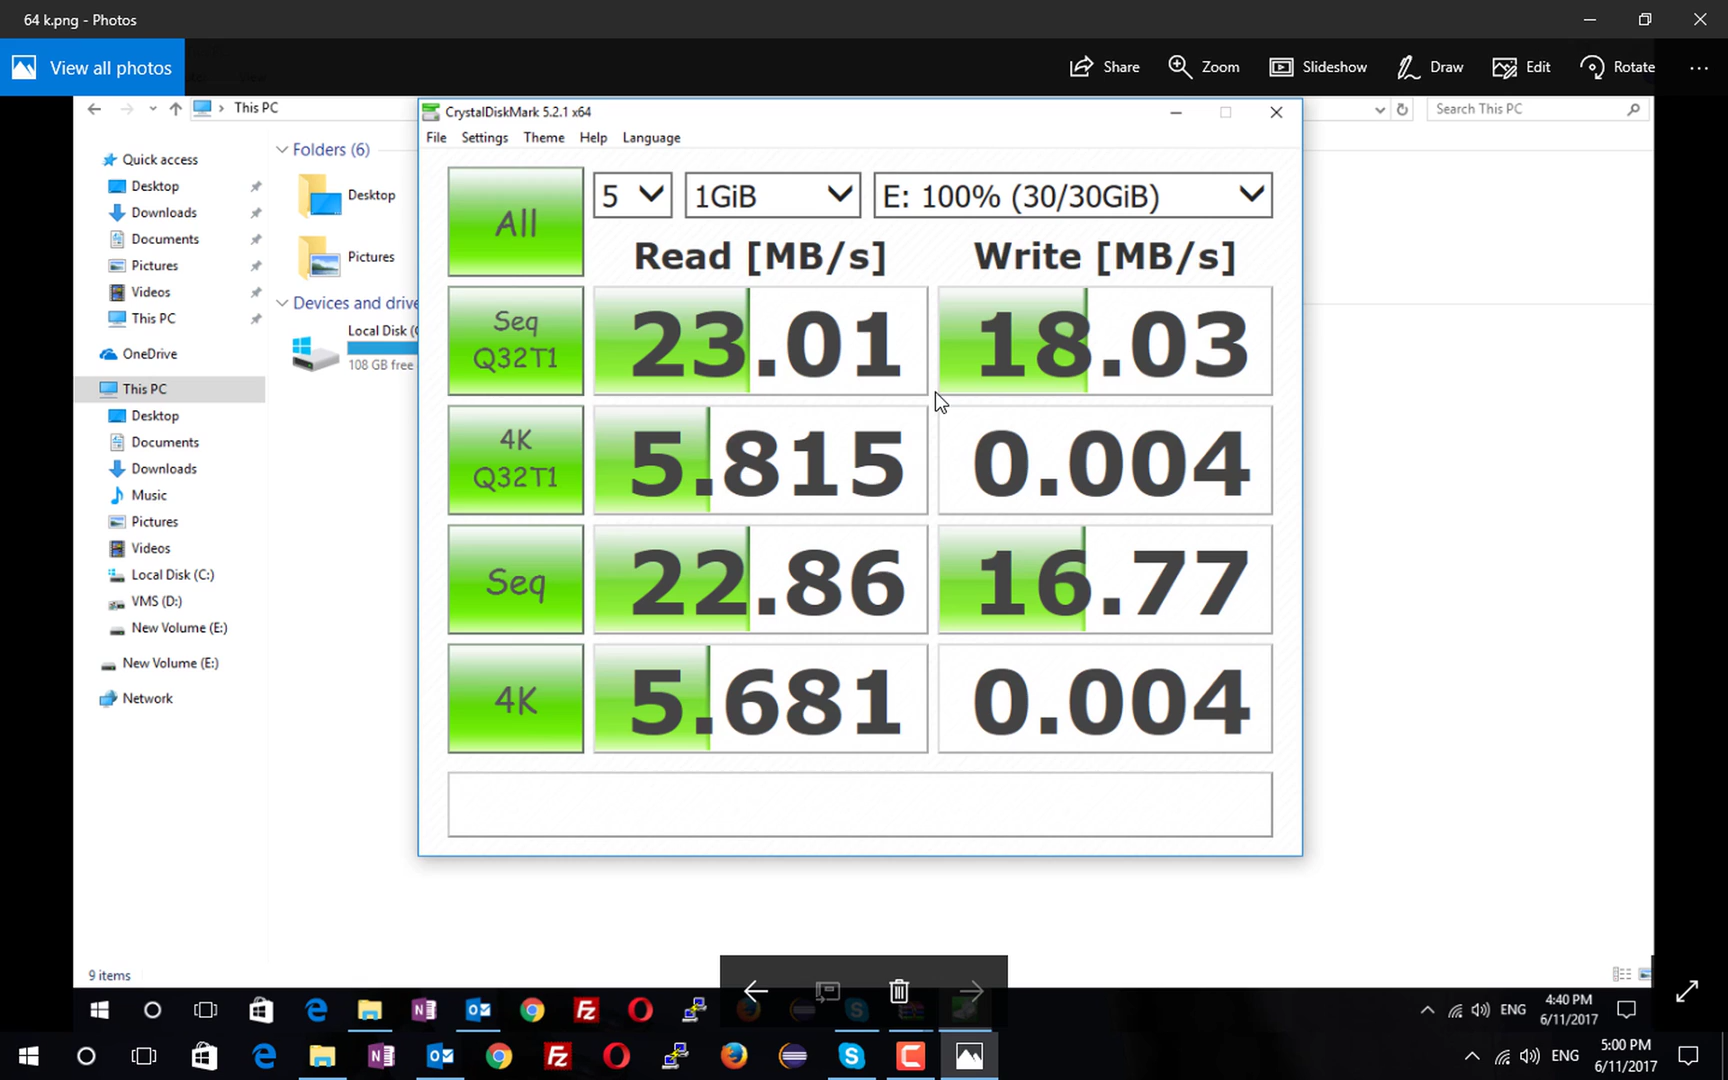 64 k.png - Photos
View all photos
Share
Zoom
Slideshow
Draw
Edit
Rotate
This PC
Search This PC
Quick access
Desktop
Downloads
Documents
Pictures
Videos
This PC
OneDrive
This PC
Desktop
Documents
Downloads
Music
Pictures
Videos
Local Disk (C:)
VMS (D:)
New Volume (E:)
New Volume (E:)
Network
Folders (6)
Desktop
Pictures
Devices and drive
Local Disk (
108 GB free
CrystalDiskMark 5.2.1 x64
File Settings Theme Help Language
All
5 1GiB E: 100% (30/30GiB)
Read [MB/s] Write [MB/s]
Seq
Q32T1
23.01 18.03
4K
Q32T1
5.815 0.004
Seq 22.86 16.77
4K 5.681 0.004
9 items
ENG
4:40 PM
6/11/2017
ENG
5:00 PM
6/11/2017